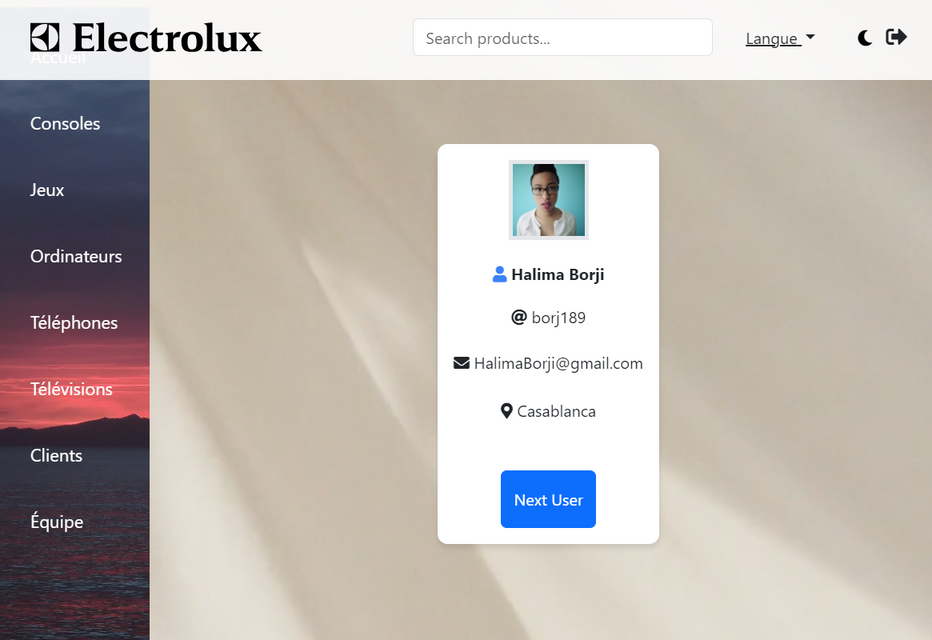 Electrolux
Search products...
Langue
Accueil
Consoles
Jeux
Ordinateurs
Téléphones
Télévisions
Clients
Équipe
Halima Borji
@ borj189
HalimaBorji@gmail.com
Casablanca
Next User